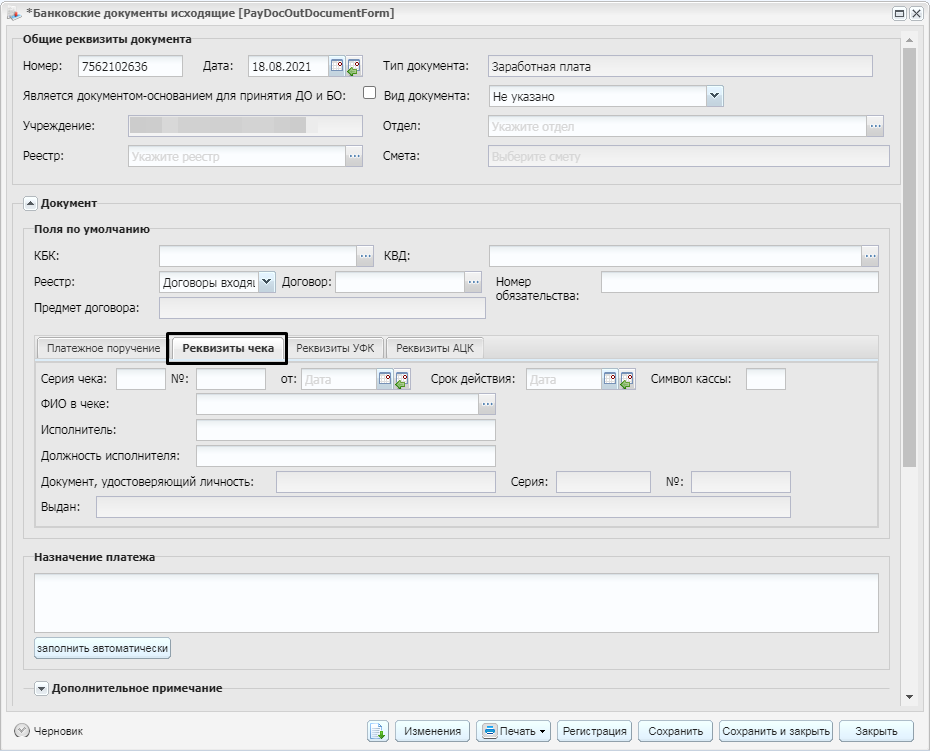 *Банковские документы исходящие [PayDocOutDocumentForm]
Общие реквизиты документа
Номер: 7562102636 Дата: 18.08.2021 Тип документа: Заработная плата
Является документом-основанием для принятия ДО и БО: Вид документа: Не указано
Учреждение: Отдел: Укажите отдел
Реестр: Укажите реестр Смета: Выберите смету
Документ
Поля по умолчанию
КБК: КВД:
Реестр: Договоры входящ Договор: Номер обязательства:
Предмет договора:
Платежное поручение Реквизиты чека Реквизиты УФК Реквизиты АЦК
Серия чека: №: от: Дата Срок действия: Дата Символ кассы:
ФИО в чеке:
Исполнитель:
Должность исполнителя:
Документ, удостоверяющий личность: Серия: №:
Выдан:
Назначение платежа
заполнить автоматически
Дополнительное примечание
Черновик Изменения Печать Регистрация Сохранить Сохранить и закрыть Закрыть